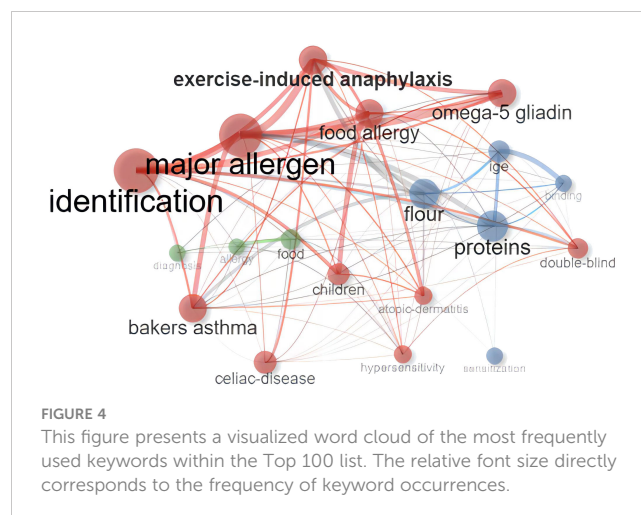 exercise-induced anaphylaxis
omega-5 gliadin
food allergy
major allergen
ige
identification
binding
flour
proteins
double-blind
food
allergy
diagnosis
children
atopic-dermatitis
bakers asthma
hypersensitivity
sensitization
celiac-disease
FIGURE 4
This figure presents a visualized word cloud of the most frequently
used keywords within the Top 100 list. The relative font size directly
corresponds to the frequency of keyword occurrences.